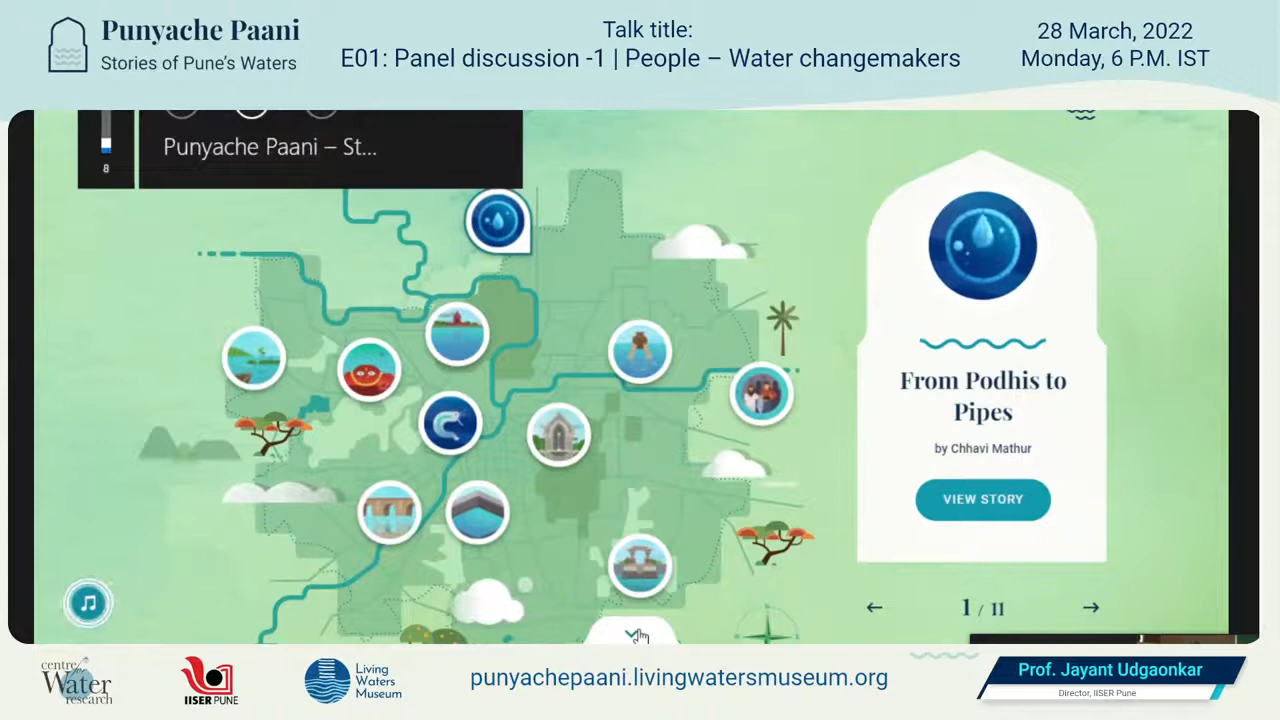 Punyache Paani
Stories of Pune's Waters
Talk title:
E01: Panel discussion -1 | People – Water changemakers
28 March, 2022
Monday, 6 P.M. IST
8
Punyache Paani – St...
From Podhis to
Pipes
by Chhavi Mathur
VIEW STORY
1 / 11
centre
for
Water
research
IISER PUNE
Living
Waters
Museum
punyachepaani.livingwatersmuseum.org
Prof. Jayant Udgaonkar
Director, IISER Pune